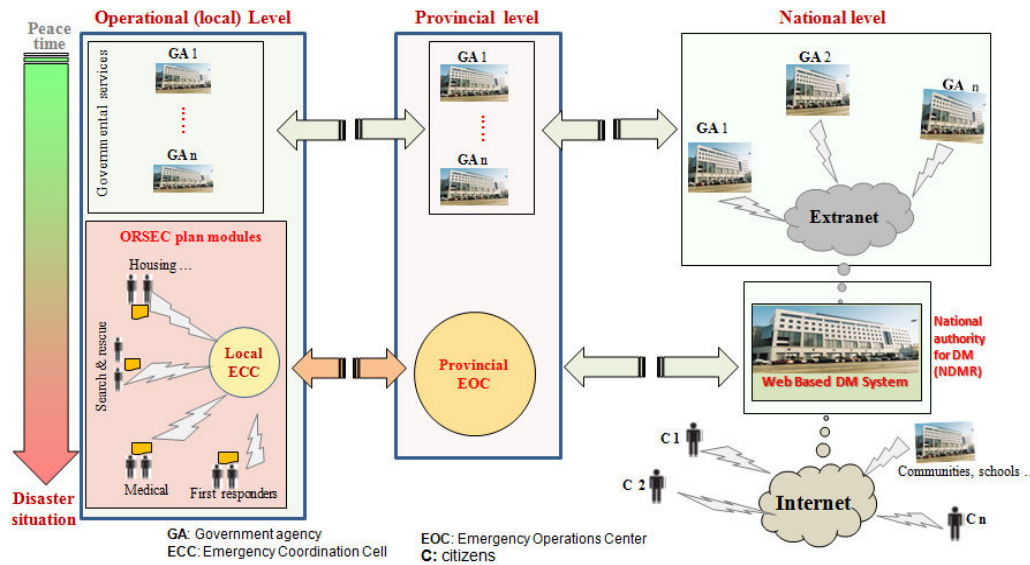 Operational (local) Level
Provincial level
National level
Peace
time
Governmental services
GA 1
GA n
GA 1
GA n
GA 1
GA 2
GA n
Extranet
ORSEC plan modules
Housing ...
Search & resue
Local
ECC
Medical
First responders
Provincial
EOC
Web Based DM System
National
authority
for DM
(NDMR)
C 1
C 2
C n
Communities, schools ..
Internet
Disaster
situation
GA: Government agency
ECC: Emergency Coordination Cell
EOC: Emergency Operations Center
C: citizens